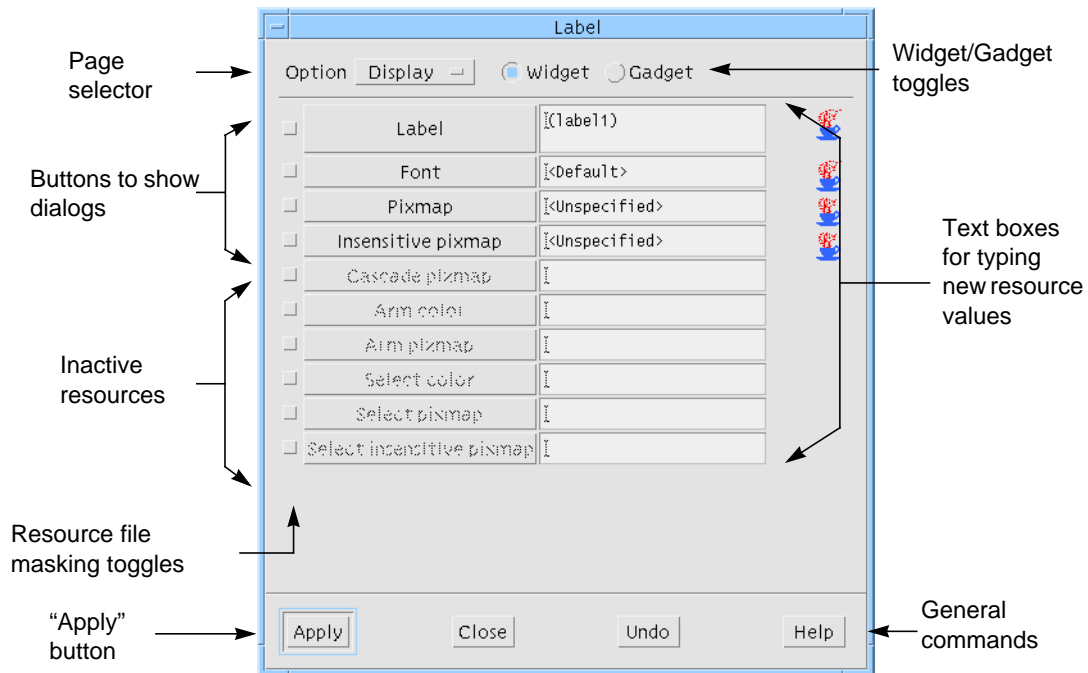 Label
Page
selector
Option Display Widget Gadget
Widget/Gadget
toggles
Buttons to show
dialogs
Label (label1)
Font <Default>
Pixmap <Unspecified>
Insensitive pixmap <Unspecified>
Cascade pixmap
Arm color
Arm pixmap
Select color
Select pixmap
Select insensitive pixmap
Text boxes
for typing
new resource
values
Inactive
resources
Resource file
masking toggles
“Apply”
button
Apply Close Undo Help
General
commands